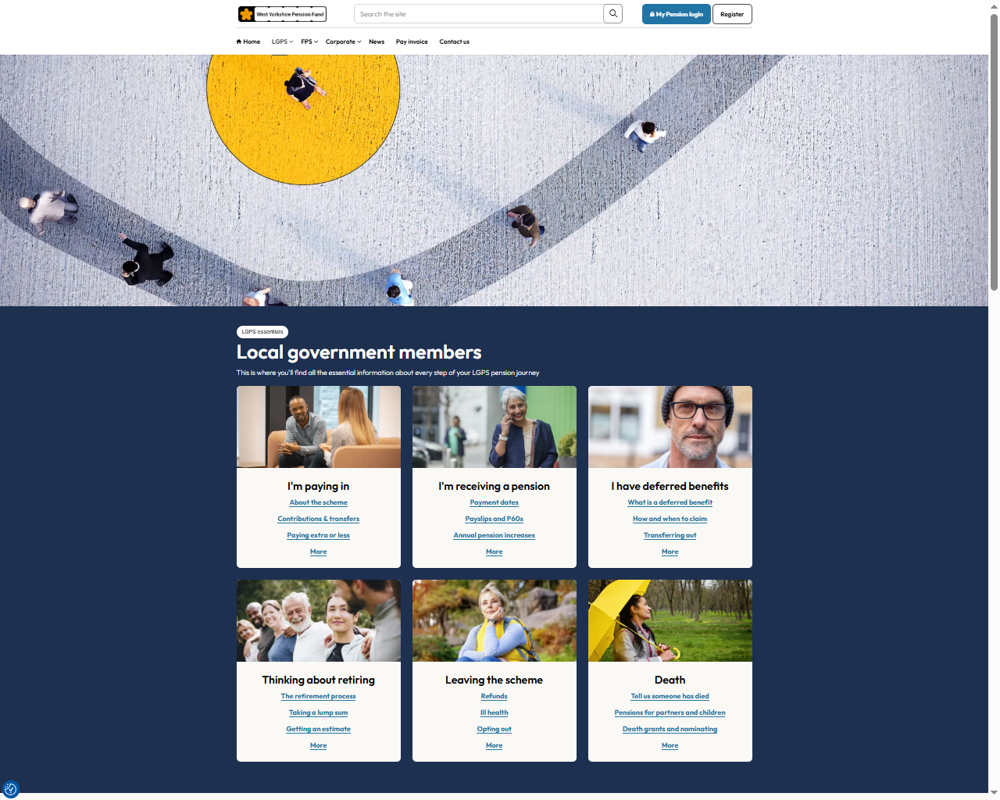 West Yorkshire Pension Fund
Search the site
My Pension login
Register
Home
LGPS
FPS
Corporate
News
Pay invoice
Contact us
LGPS essentials
Local government members
This is where you'll find all the essential information about every step of your LGPS pension journey
I'm paying in
About the scheme
Contributions & transfers
Paying extra or less
More
I'm receiving a pension
Payment dates
Payslips and P60s
Annual pension increases
More
I have deferred benefits
What is a deferred benefit
How and when to claim
Transferring out
More
Thinking about retiring
The retirement process
Taking a lump sum
Getting an estimate
More
Leaving the scheme
Refunds
Ill health
Opting out
More
Death
Tell us someone has died
Pensions for partners and children
Death grants and nominating
More